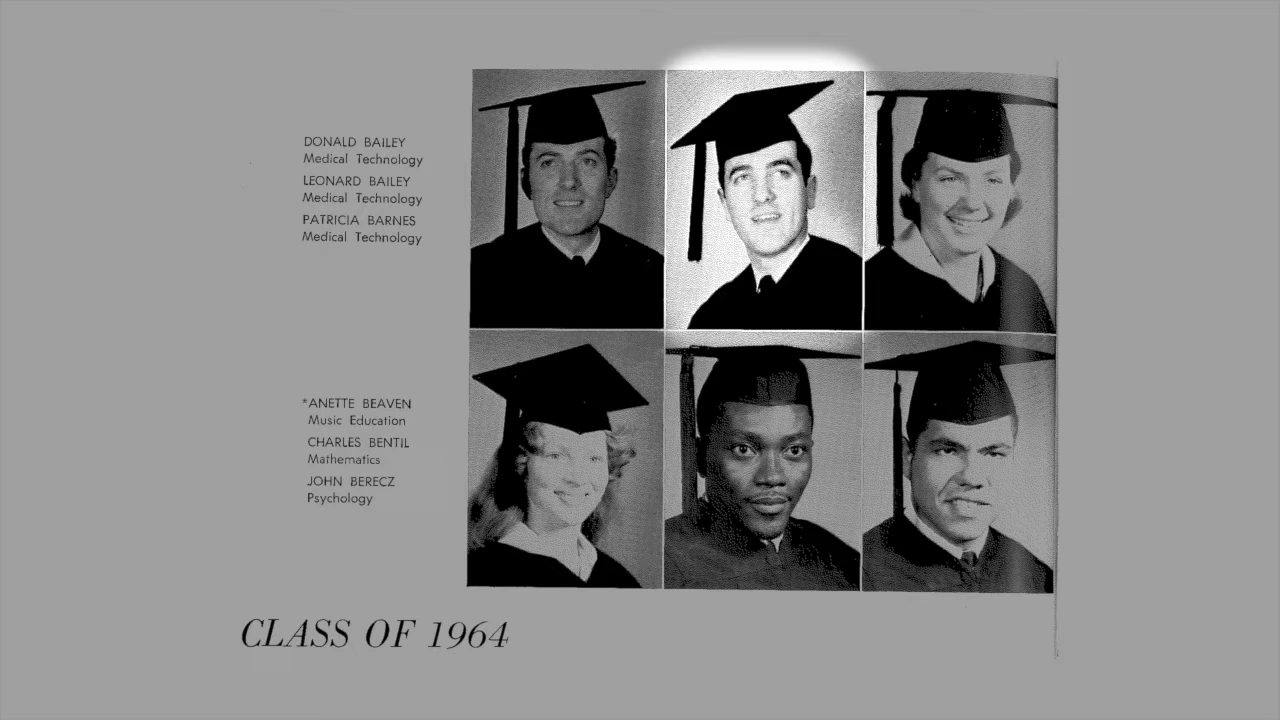 DONALD BAILEY
Medical Technology
LEONARD BAILEY
Medical Technology
PATRICIA BARNES
Medical Technology
*ANETTE BEAVEN
Music Education
CHARLES BENTIL
Mathematics
JOHN BERECZ
Psychology
CLASS OF 1964